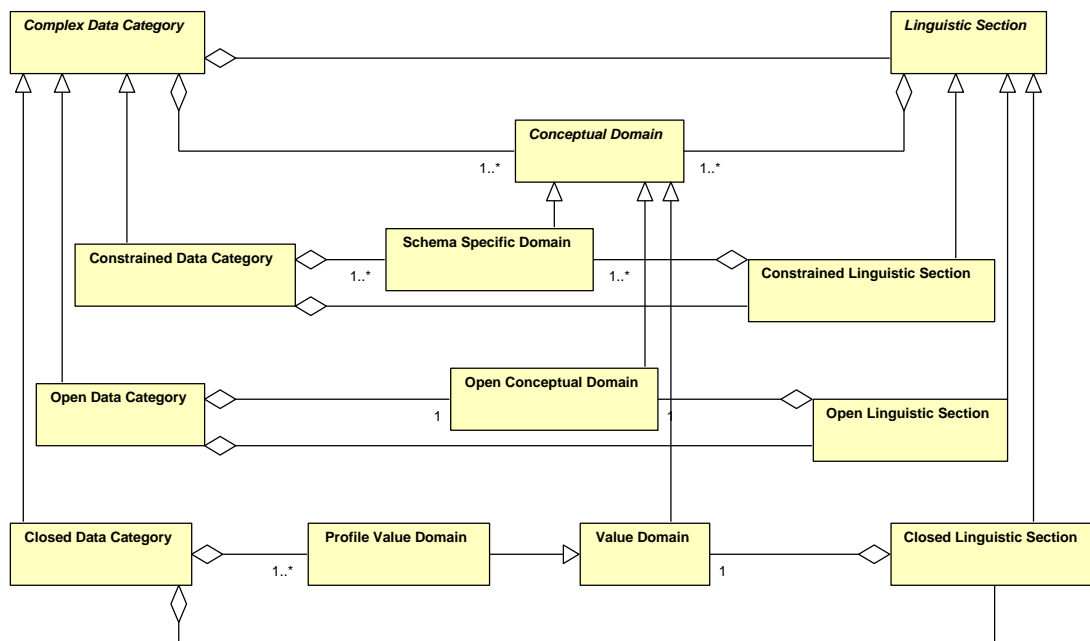 Complex Data Category
Linguistic Section
Conceptual Domain
1..*
1..*
Schema Specific Domain
Constrained Data Category
1..*
1..*
Constrained Linguistic Section
Open Conceptual Domain
Open Data Category
1
1
Open Linguistic Section
Closed Data Category
Profile Value Domain
Value Domain
Closed Linguistic Section
1..*
1